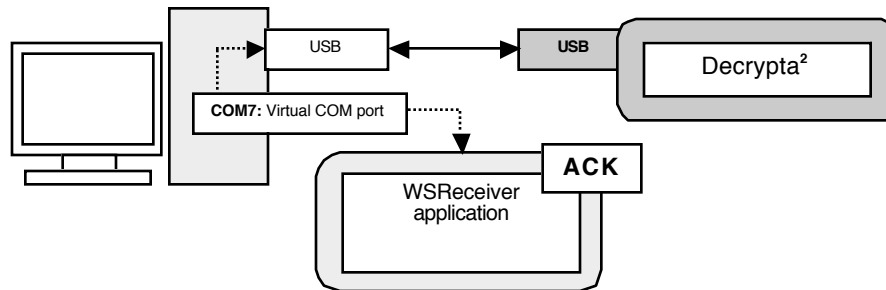 USB
USB
Decrypta²
COM7: Virtual COM port
ACK
WSReceiver
application